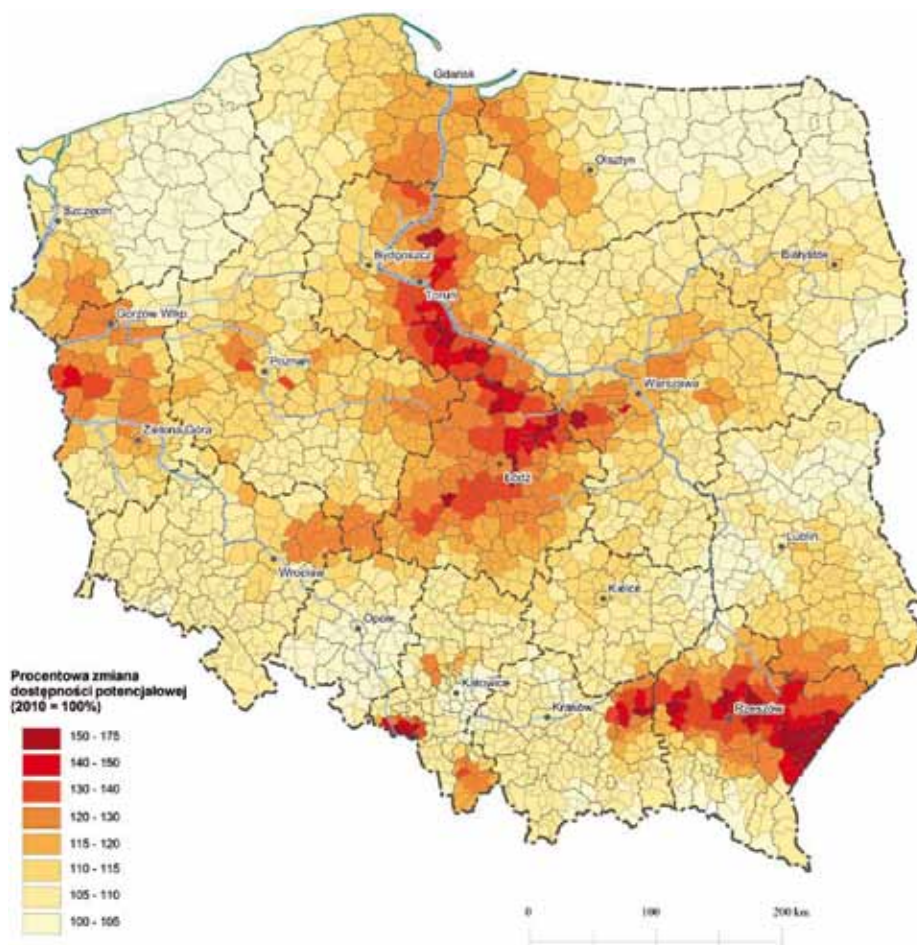 Gdańsk
Olsztyn
Szczecin
Bydgoszcz
Białystok
Toruń
Gorzów Wlkp.
Poznań
Warszawa
Zielona Góra
Łódź
Lublin
Wrocław
Kielce
Opole
Procentowa zmiana
dostępności potencjałowej
(2010 = 100%)
Katowice
Kraków
Rzeszów
150 - 175
140 - 150
130 - 140
120 - 130
115 - 120
110 - 115
105 - 110
100 - 105
0 100 200 km